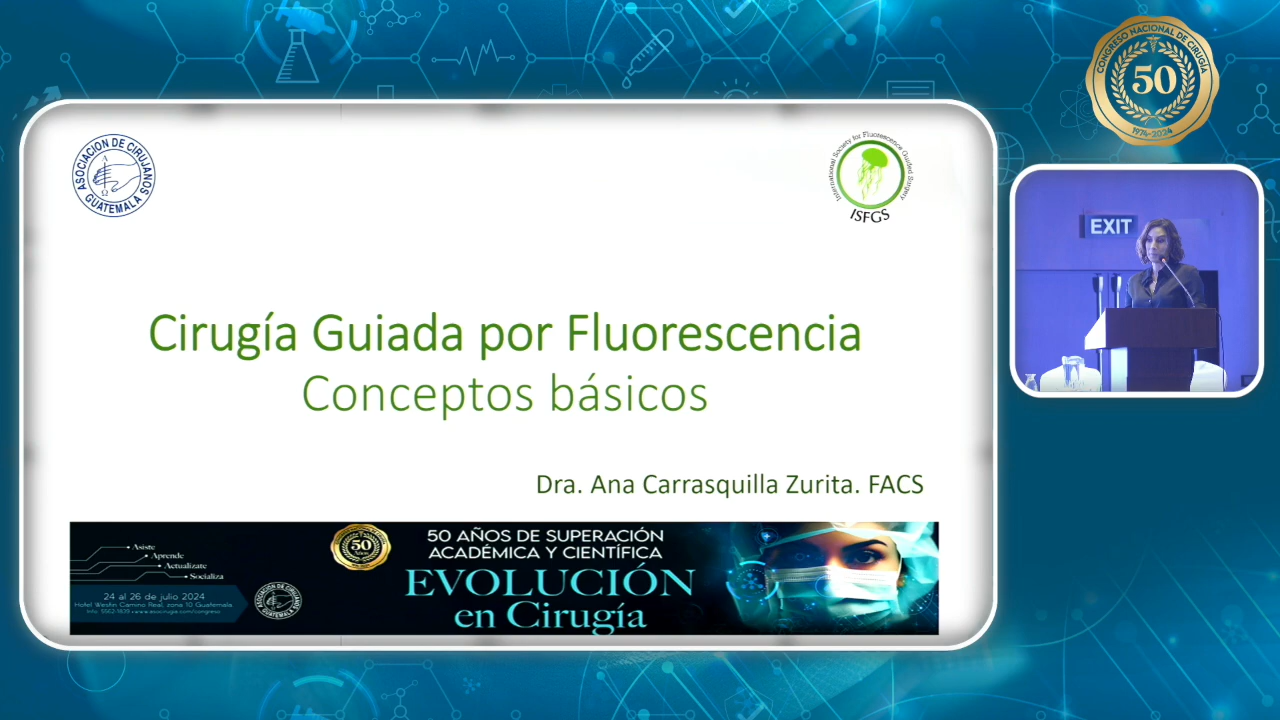 CONGRESO NACIONAL DE CIRUGÍA
50
1974-2024
ASOCIACION DE CIRUJANOS
GUATEMALA
International Society for Fluorescence Guided Surgery
ISFGS
EXIT
Cirugía Guiada por Fluorescencia
Conceptos básicos
Dra. Ana Carrasquilla Zurita. FACS
Asiste
Aprende
Actualízate
Socializa
24 al 26 de julio 2024
Hotel Westin Camino Real, zona 10 Guatemala
50
50 AÑOS DE SUPERACIÓN
ACADÉMICA Y CIENTÍFICA
EVOLUCIÓN
en Cirugía